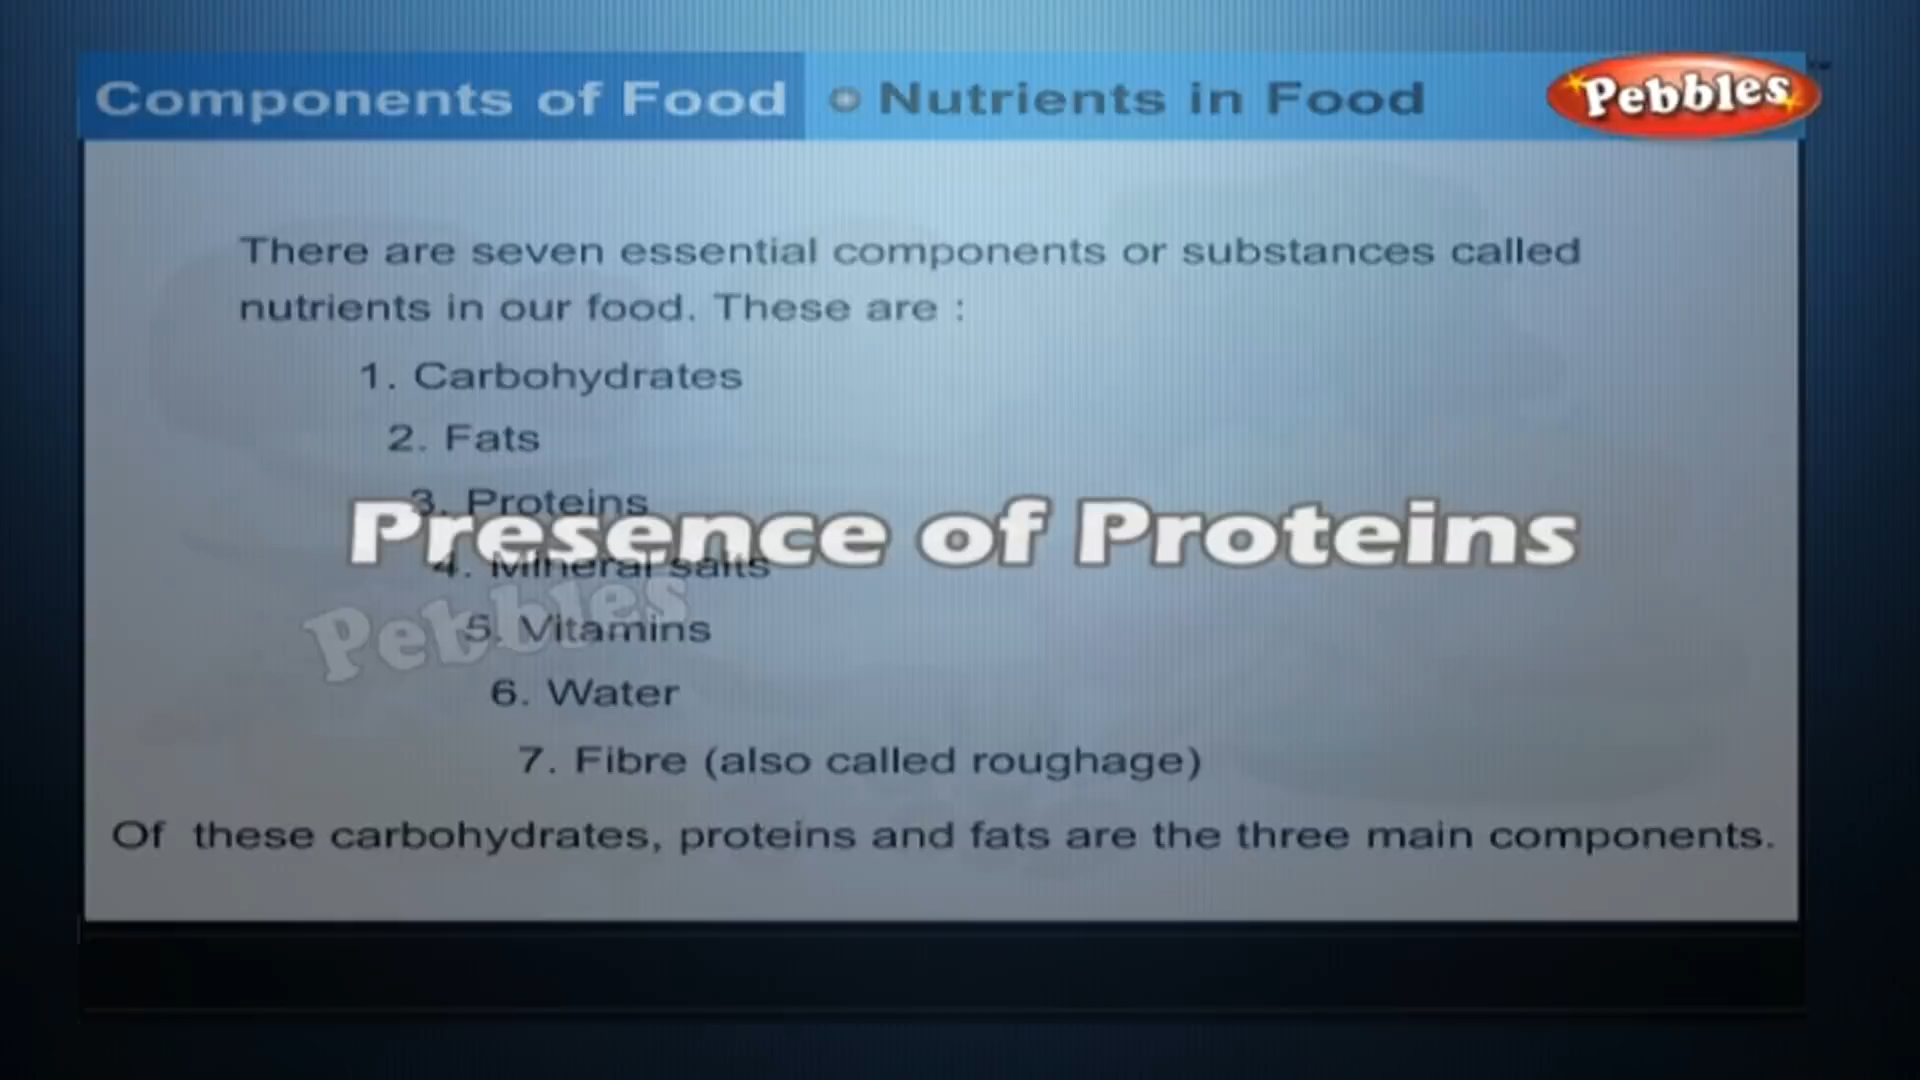 Components of Food • Nutrients in Food
Pebbles
There are seven essential components or substances called
nutrients in our food. These are :
1. Carbohydrates
2. Fats
3. Proteins
Presence of Proteins
4. Mineral salts
Pebbles
5. Vitamins
6. Water
7. Fibre (also called roughage)
Of these carbohydrates, proteins and fats are the three main components.